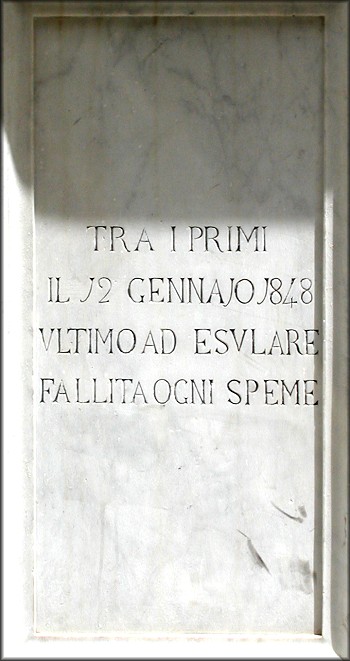 TRA I PRIMI
IL 12 GENNAJO 1848
VLTIMO AD ESVLARE
FALLITA OGNI SPEME